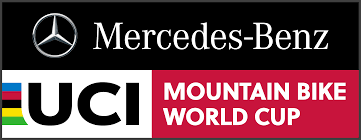 Mercedes-Benz
UCI
MOUNTAIN BIKE
WORLD CUP